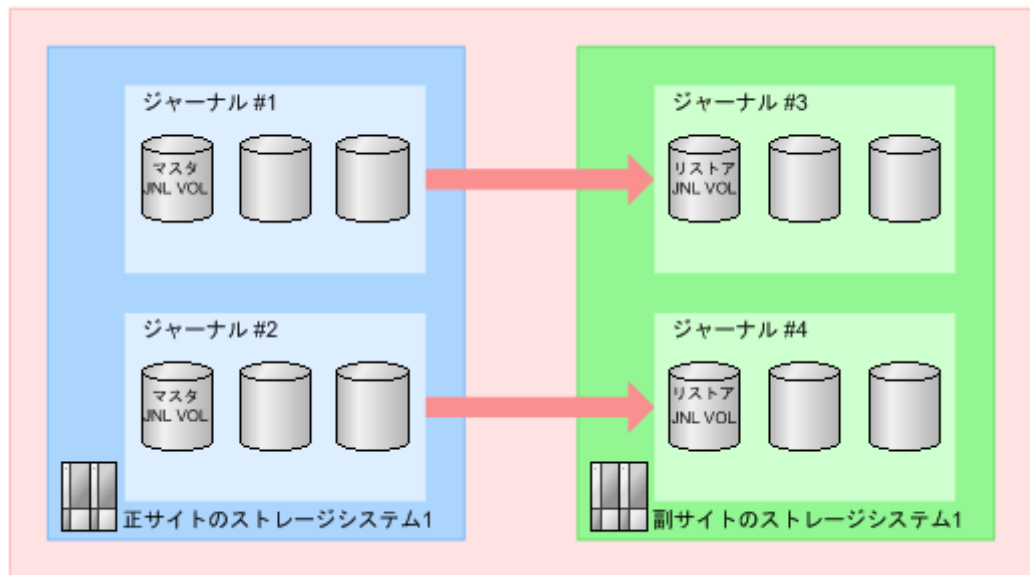 ジャーナル #1
マスタ
JNL VOL
ジャーナル #3
リストア
JNL VOL
ジャーナル #2
マスタ
JNL VOL
ジャーナル #4
リストア
JNL VOL
正サイトのストレージシステム1
副サイトのストレージシステム1